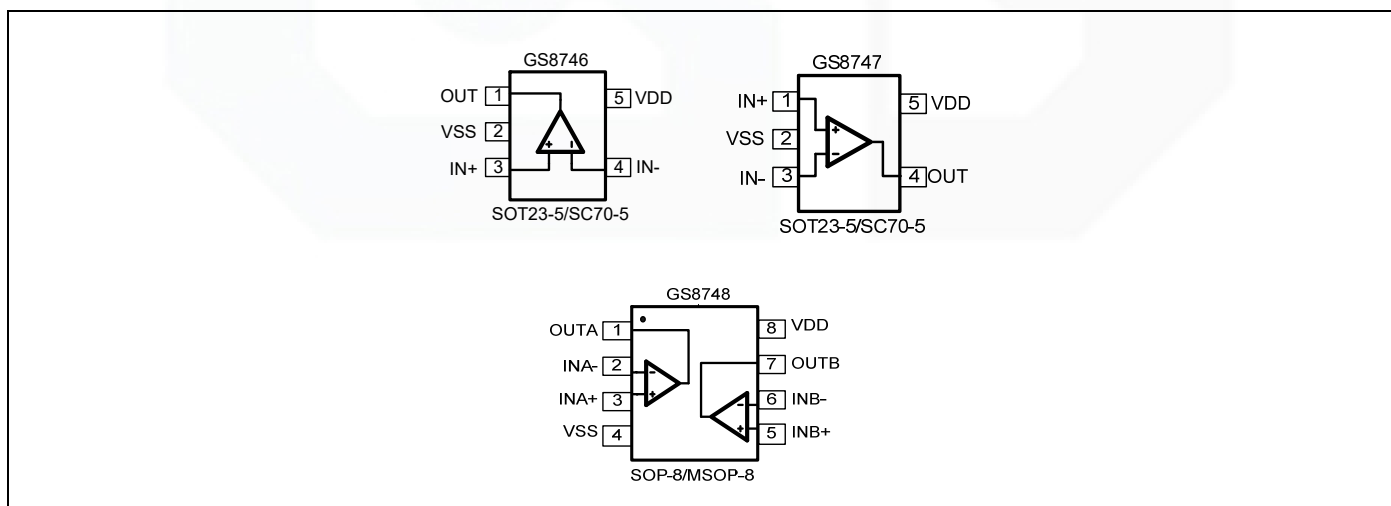 GS8746
OUT 1 5 VDD
VSS 2
IN+ 3 + - 4 IN-
SOT23-5/SC70-5
GS8747
IN+ 1 5 VDD
+
VSS 2
-
IN- 3 4 OUT
SOT23-5/SC70-5
GS8748
OUTA 1 8 VDD
INA- 2 - 7 OUTB
INA+ 3 + - 6 INB-
VSS 4 + 5 INB+
SOP-8/MSOP-8